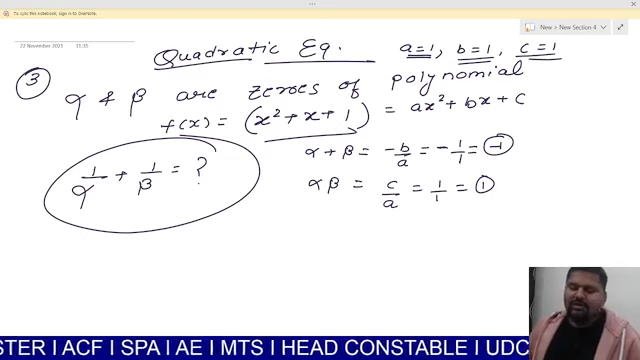 To sync this notebook, sign in to OneNote.
New > New Section 4
22 November 2021 11:35
Quadratic Eq. a=1, b=1, c=1
③ α & β are zeroes of polynomial
f(x) = (x² + x + 1) = ax² + bx + c
1/α + 1/β = ?
α + β = -b/a = -1/1 = -1
αβ = c/a = 1/1 = 1
STER I ACF I SPA I AE I MTS I HEAD CONSTABLE I UDC